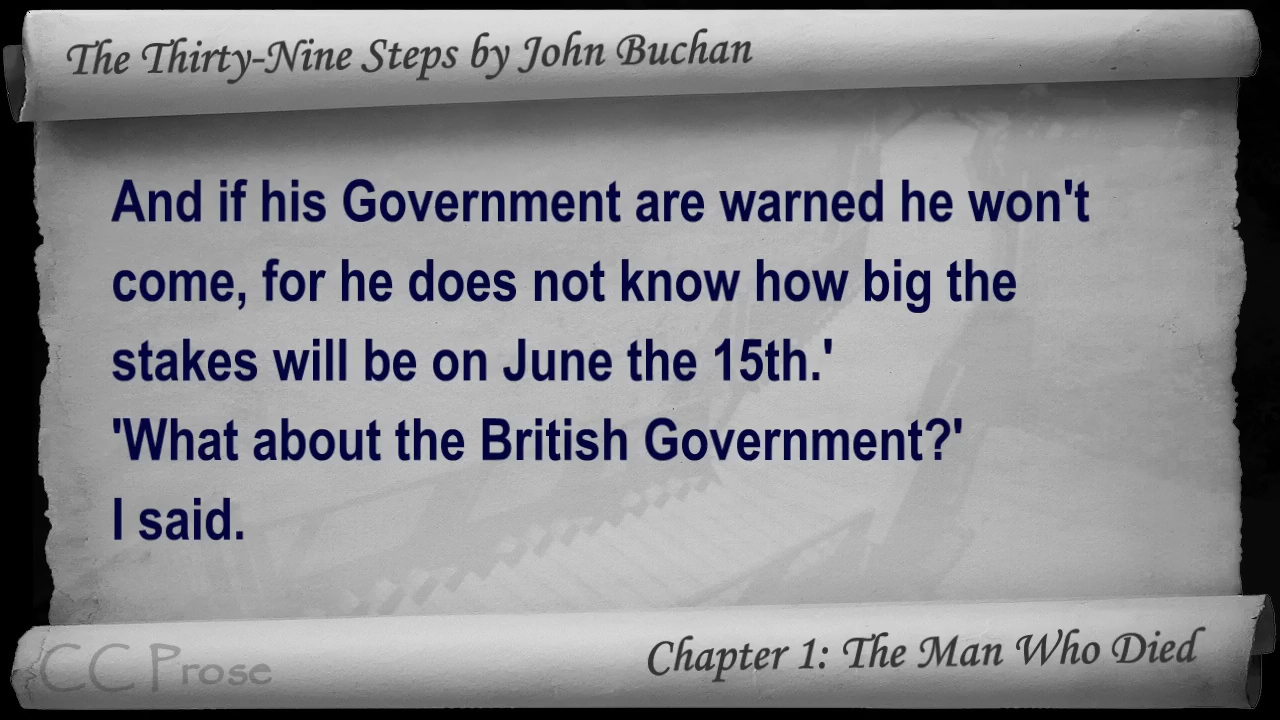 The Thirty-Nine Steps by John Buchan
And if his Government are warned he won't
come, for he does not know how big the
stakes will be on June the 15th.'
'What about the British Government?'
I said.
CC Prose
Chapter 1: The Man Who Died